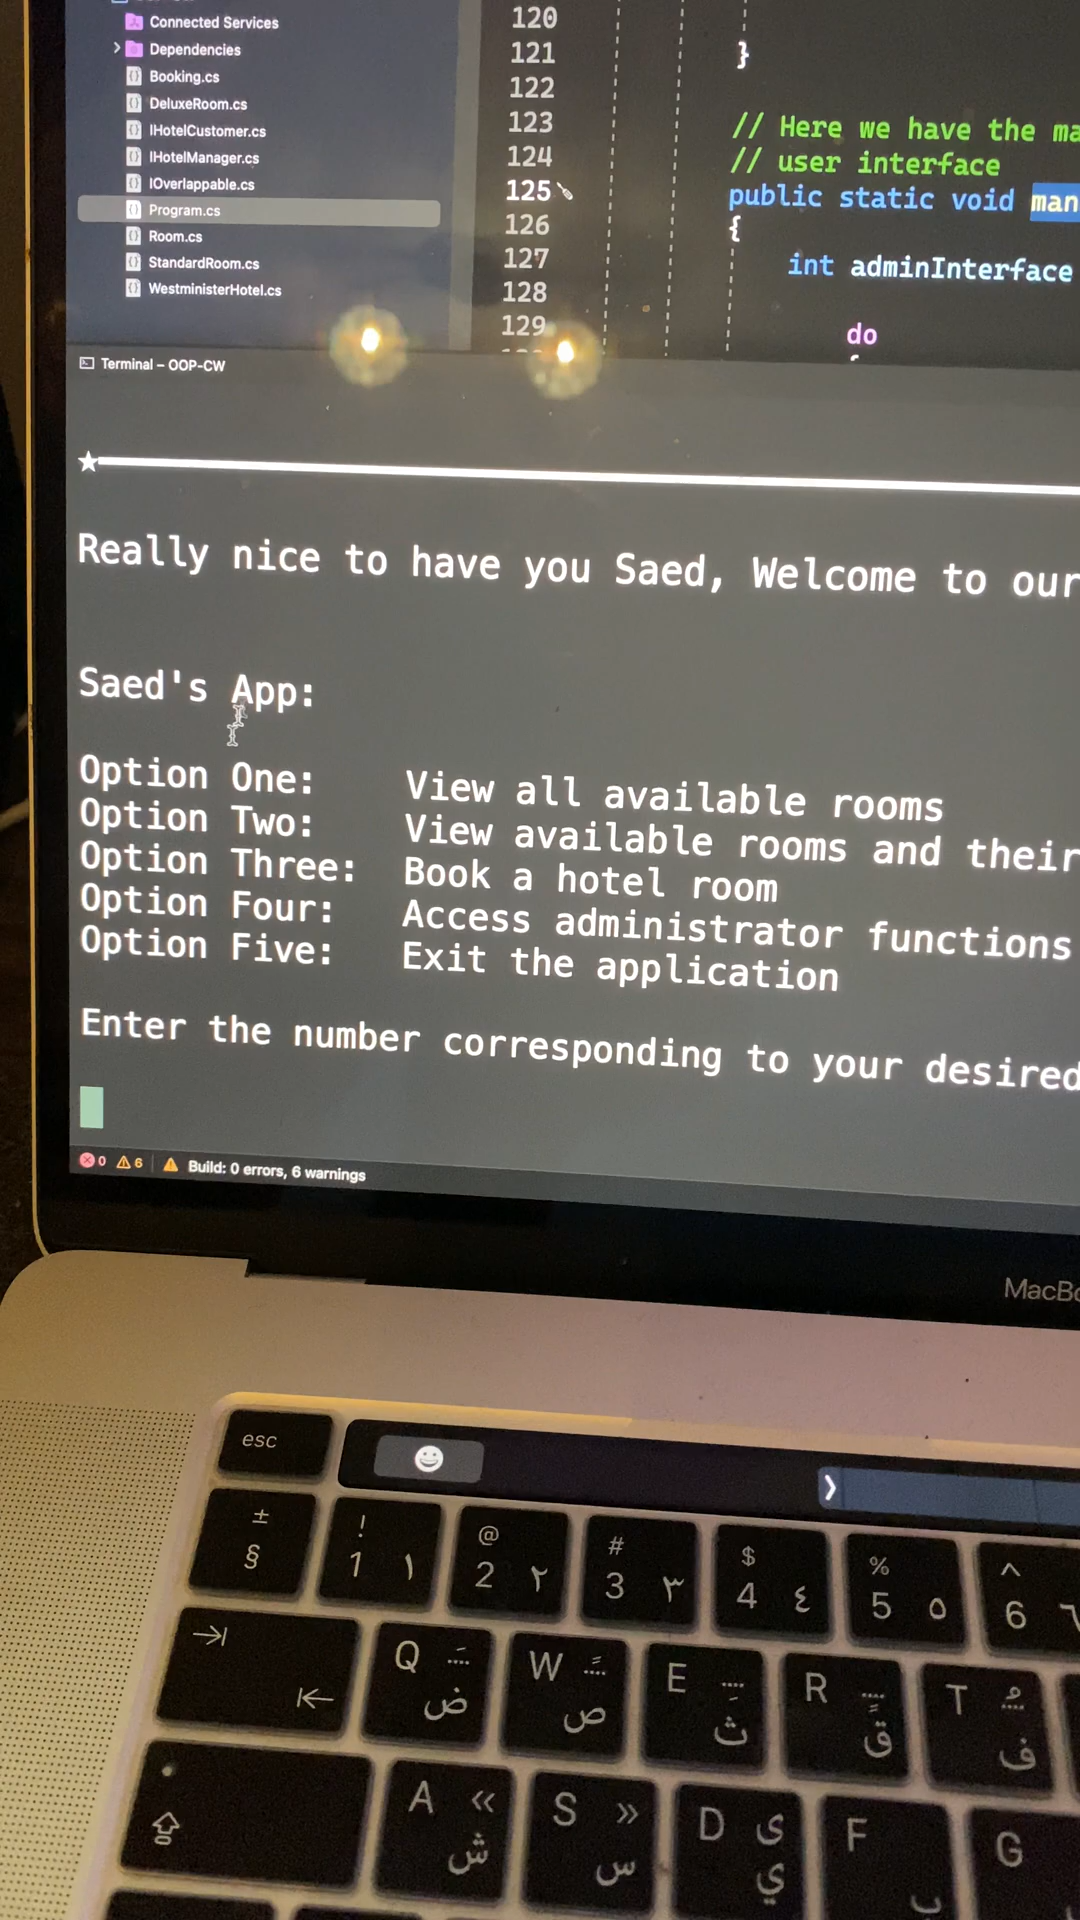 Connected Services
Dependencies
Booking.cs
DeluxeRoom.cs
IHotelCustomer.cs
IHotelManager.cs
IOverlappable.cs
Program.cs
Room.cs
StandardRoom.cs
WestministerHotel.cs
120
121 }
122
123 // Here we have the ma
124 // user interface
125 public static void man
126 {
127 int adminInterface
128
129 do
Terminal – OOP-CW
Really nice to have you Saed, Welcome to our
Saed's App:
Option One: View all available rooms
Option Two: View available rooms and their
Option Three: Book a hotel room
Option Four: Access administrator functions
Option Five: Exit the application
Enter the number corresponding to your desired
0 6 Build: 0 errors, 6 warnings
MacBo
esc
± § ! 1 ١ @ 2 ٢ # 3 ٣ $ 4 ٤ % 5 ٥ ^ 6 ٦
Q ض W ص E ث R ق T ف
A « ش S » س D ى ي F ب G